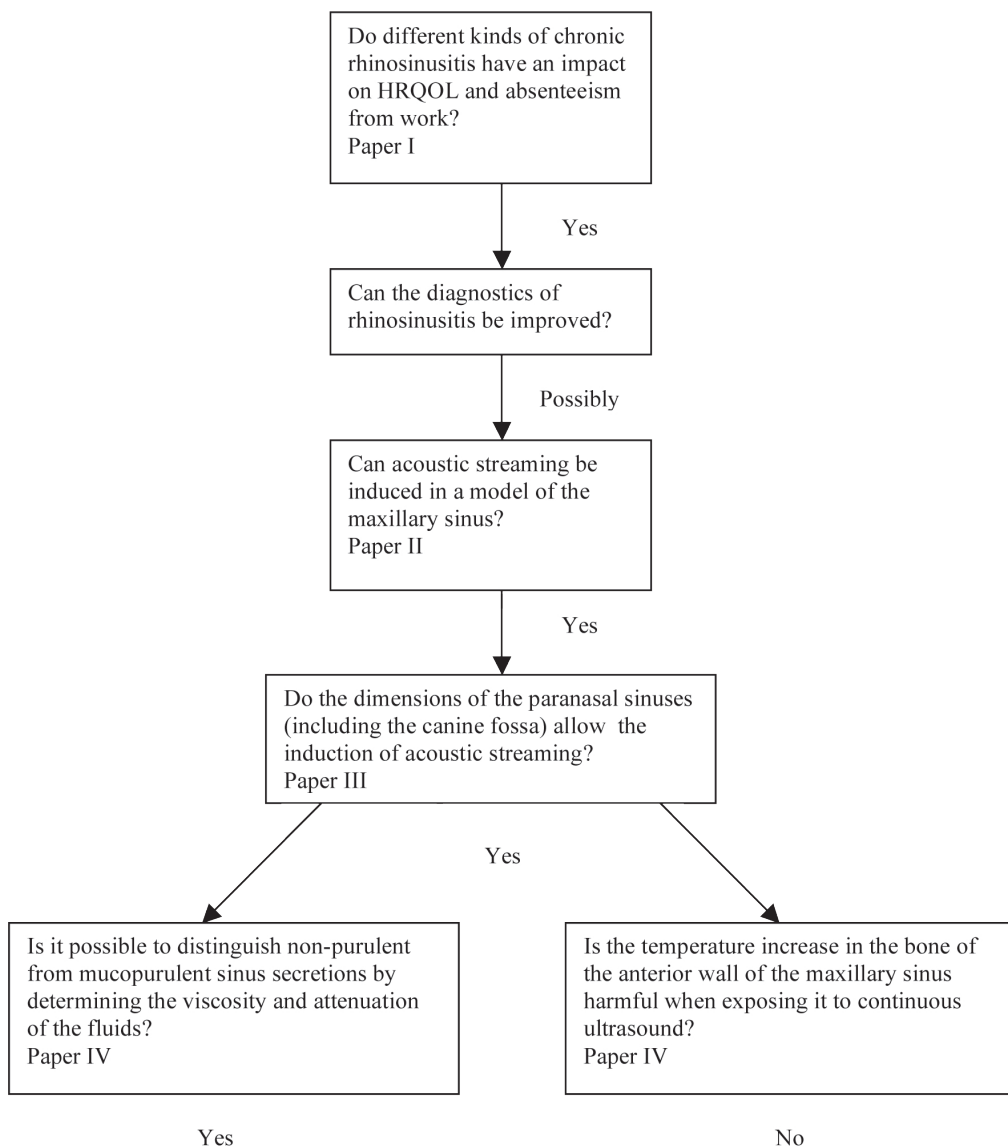 Do different kinds of chronic
rhinosinusitis have an impact
on HRQOL and absenteeism
from work?
Paper I
Yes
Can the diagnostics of
rhinosinusitis be improved?
Possibly
Can acoustic streaming be
induced in a model of the
maxillary sinus?
Paper II
Yes
Do the dimensions of the paranasal sinuses
(including the canine fossa) allow the
induction of acoustic streaming?
Paper III
Yes
Is it possible to distinguish non-purulent
from mucopurulent sinus secretions by
determining the viscosity and attenuation
of the fluids?
Paper IV
Is the temperature increase in the bone of
the anterior wall of the maxillary sinus
harmful when exposing it to continuous
ultrasound?
Paper IV
Yes
No